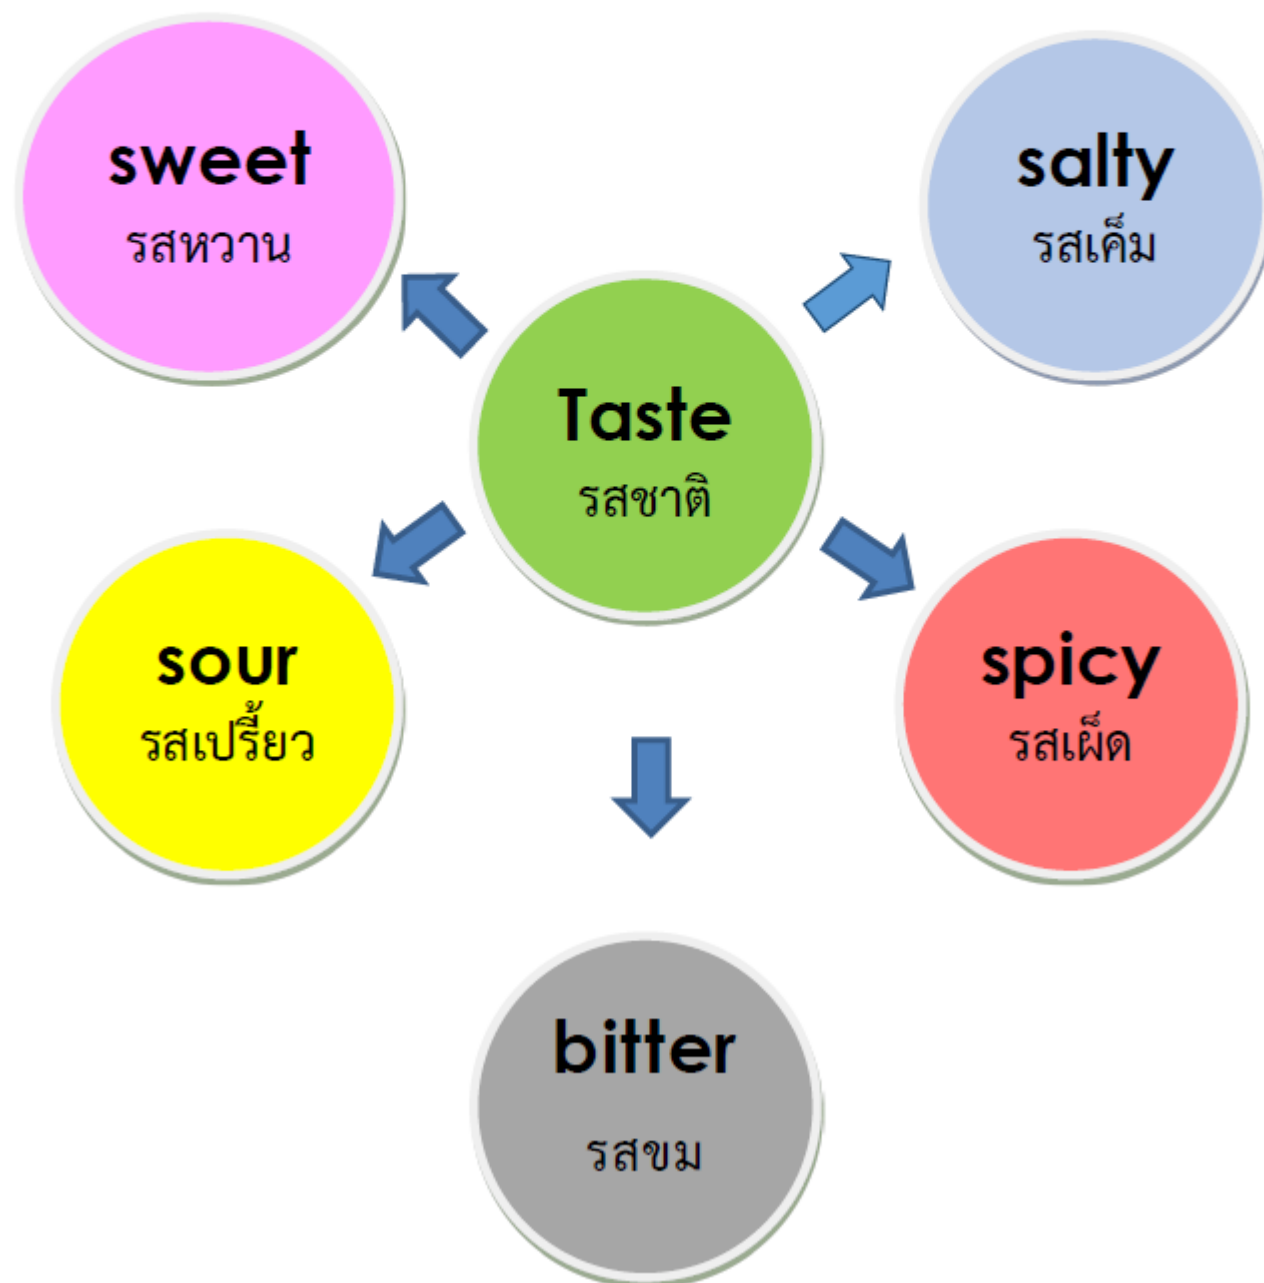 sweet
รสหวาน
salty
รสเค็ม
Taste
รสชาติ
sour
รสเปรี้ยว
spicy
รสเผ็ด
bitter
รสขม